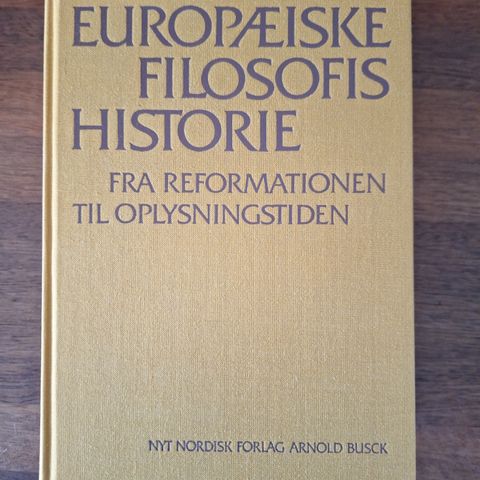 EUROPÆISKE
FILOSOFIS
HISTORIE
FRA REFORMATIONEN
TIL OPLYSNINGSTIDEN
NYT NORDISK FORLAG ARNOLD BUSCK